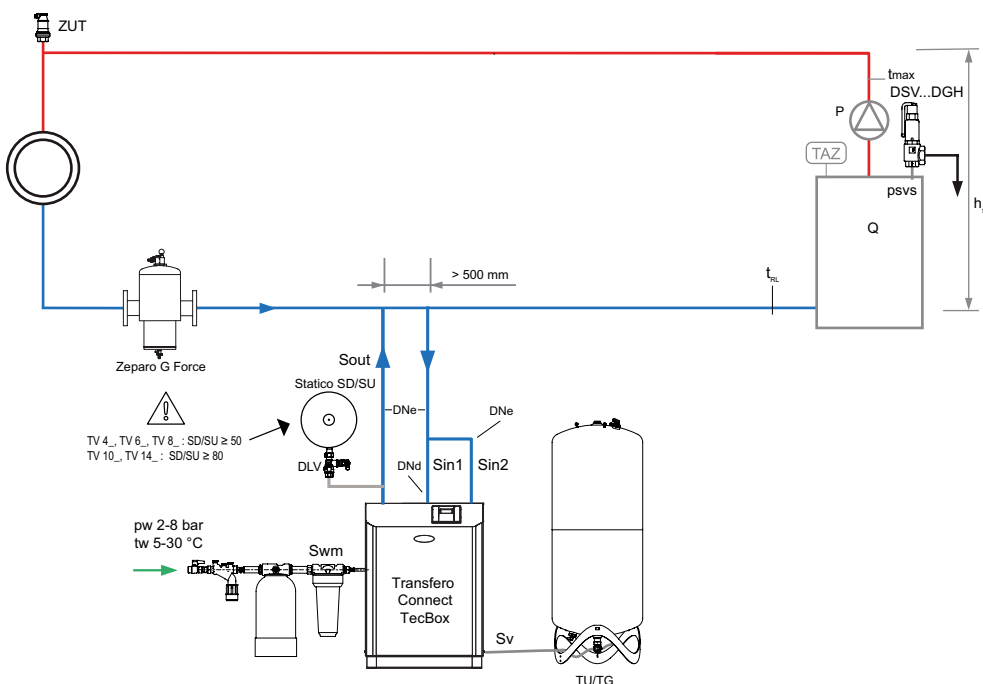 ZUT
tmax
DSV...DGH
P
TAZ
psvs
Q
> 500 mm
t RL
Zeparo G Force
Sout
Statico SD/SU
DNe
DNe
TV 4_, TV 6_, TV 8_ : SD/SU ≥ 50
TV 10_, TV 14_ : SD/SU ≥ 80
DLV
DNd
Sin1
Sin2
pw 2-8 bar
tw 5-30 °C
Swm
Transfero
Connect
TecBox
Sv
TU/TG